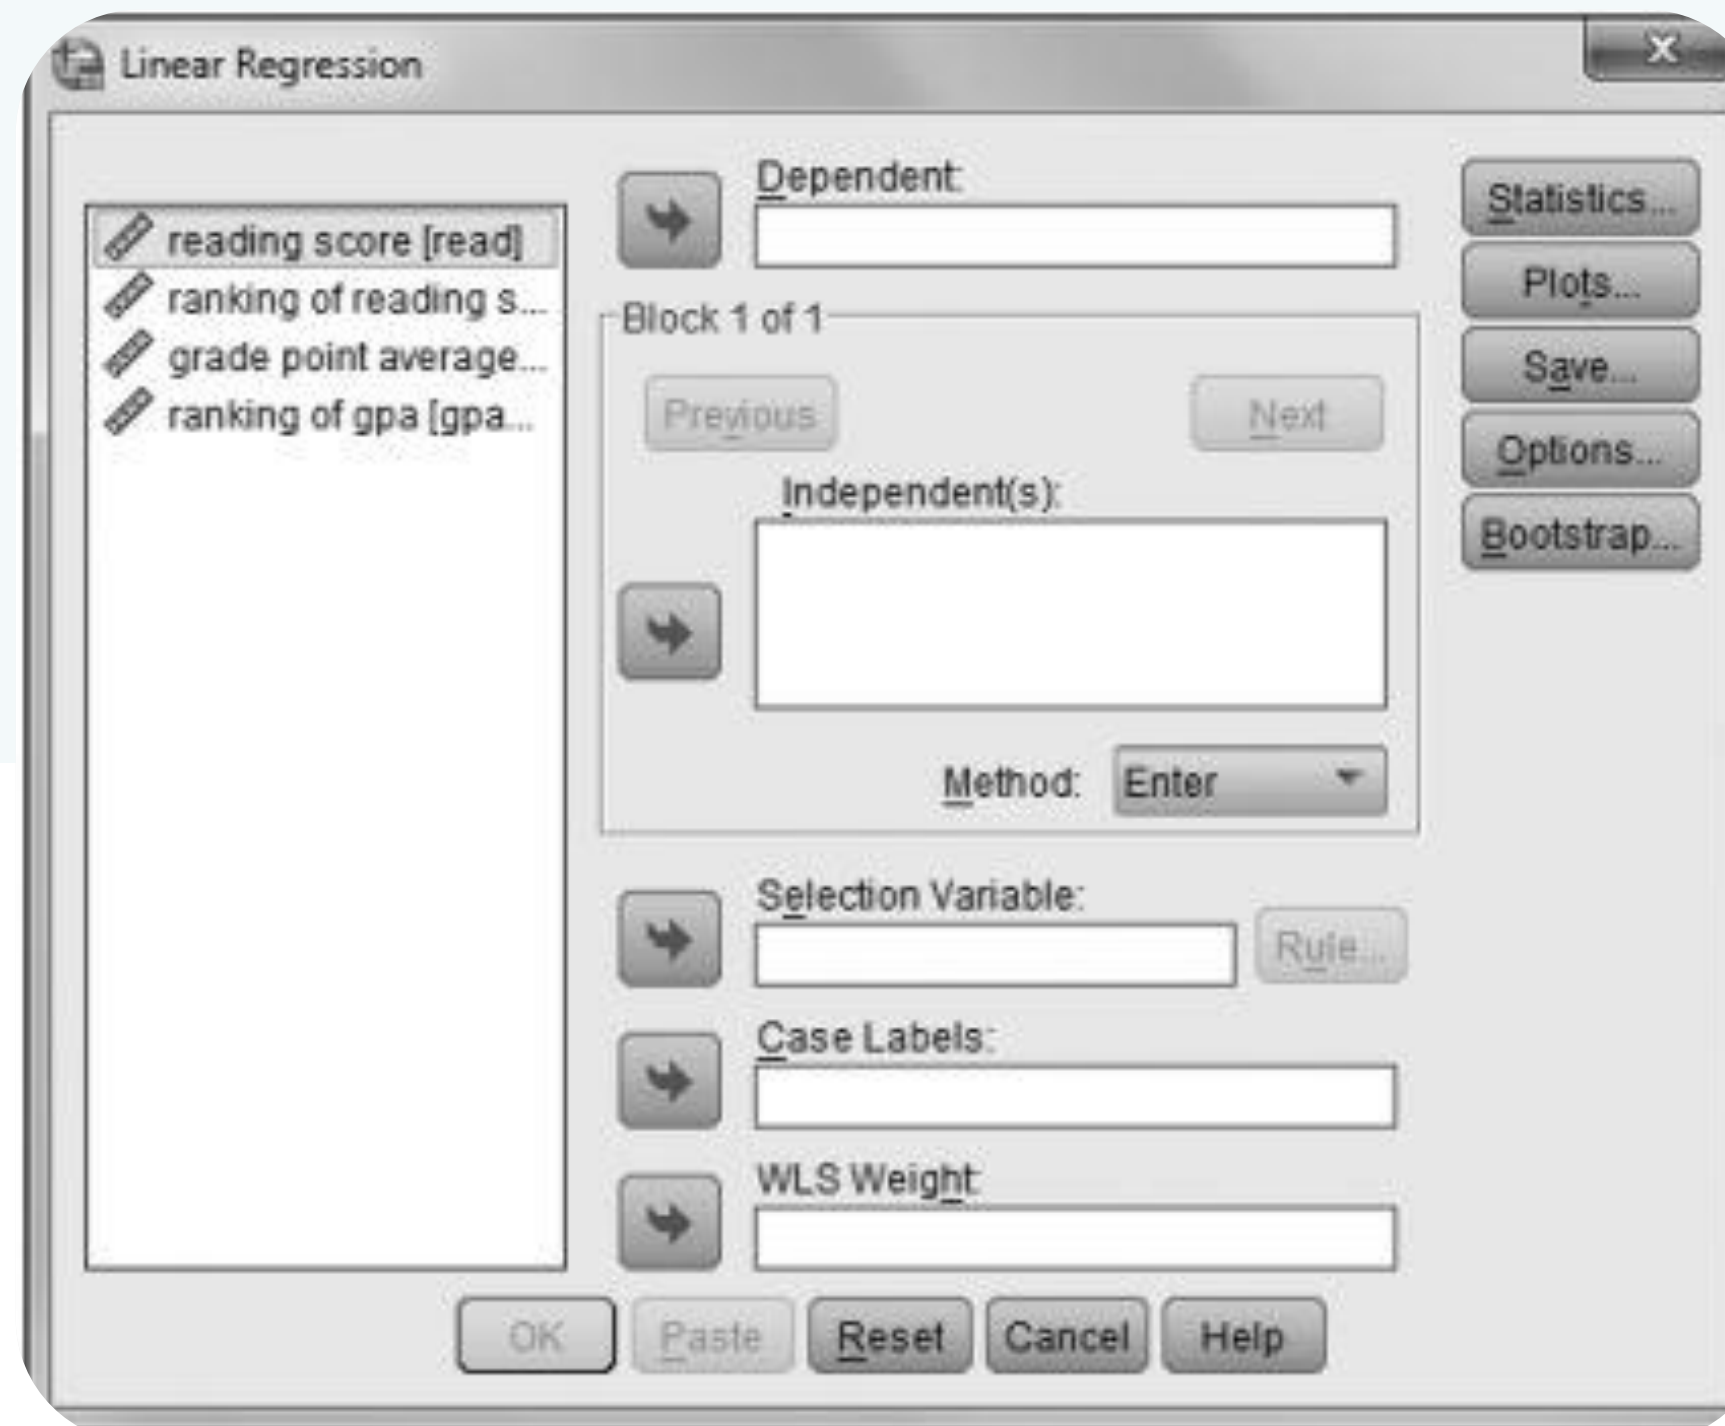 Linear Regression
reading score [read]
ranking of reading s...
grade point average...
ranking of gpa [gpa...
Dependent:
Block 1 of 1
Previous
Next
Independent(s):
Method:
Enter
Selection Variable:
Rule...
Case Labels:
WLS Weight:
Statistics...
Plots...
Save...
Options...
Bootstrap...
OK
Paste
Reset
Cancel
Help